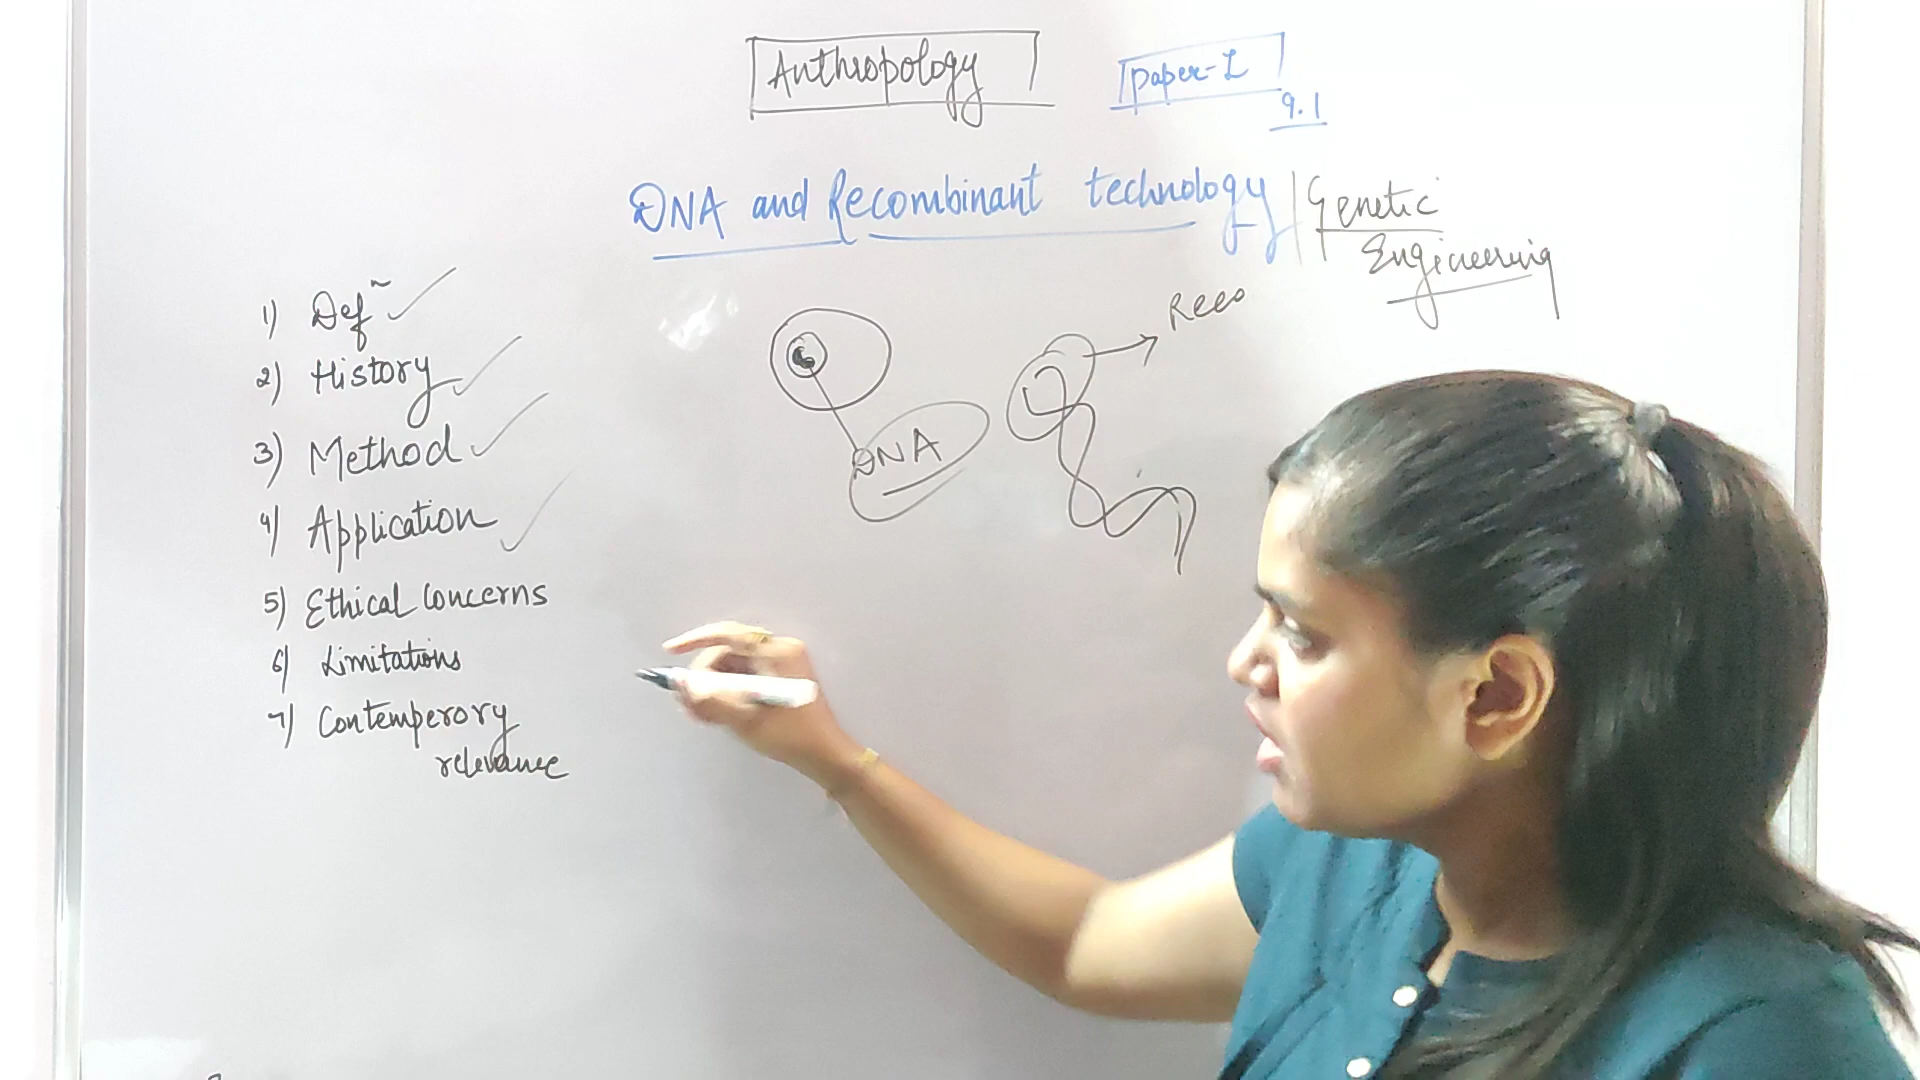 Anthropology
paper-I
9.1
DNA and Recombinant technology | Genetic
Engineering
1) Defn
2) History
3) Method
4) Application
5) Ethical Concerns
6) Limitations
7) Contemperory
relevance
DNA
Reco